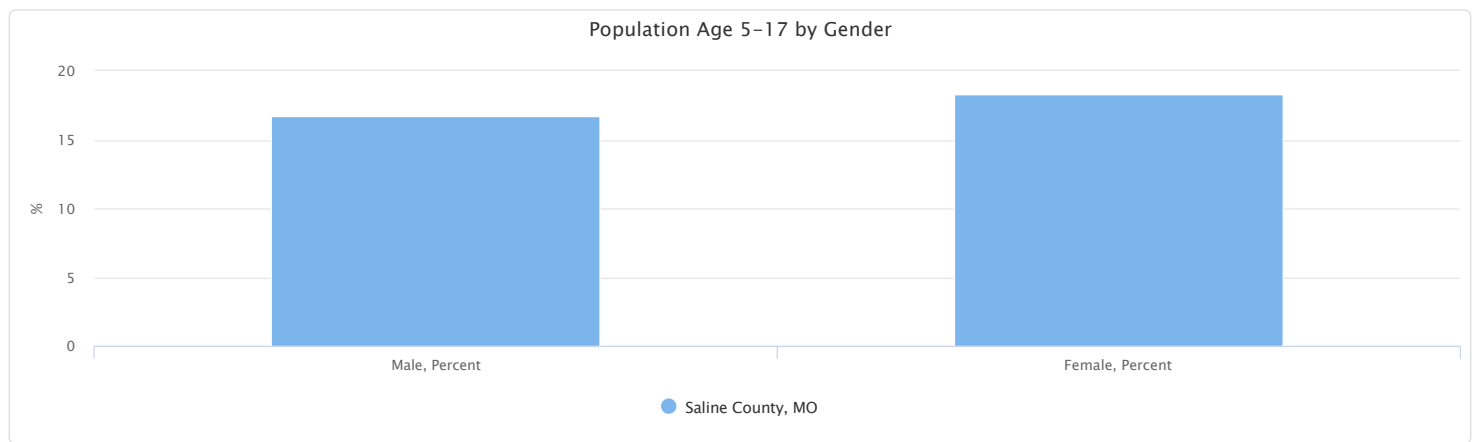 Population Age 5–17 by Gender
20
15
10
5
0
%
Male, Percent
Female, Percent
Saline County, MO